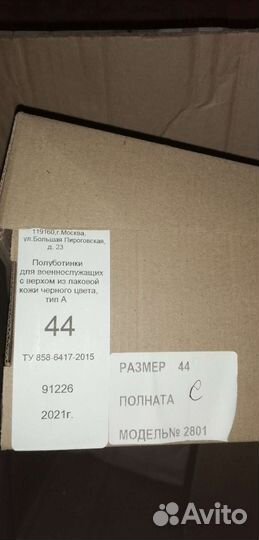 119160, г. Москва,
ул.Большая Пироговская,
д. 23
Полуботинки
для военнослужащих
с верхом из лаковой
кожи черного цвета,
тип А
44
ТУ 858-6417-2015
91226
2021г.
РАЗМЕР 44
ПОЛНАТА С
МОДЕЛЬ№ 2801
Avito